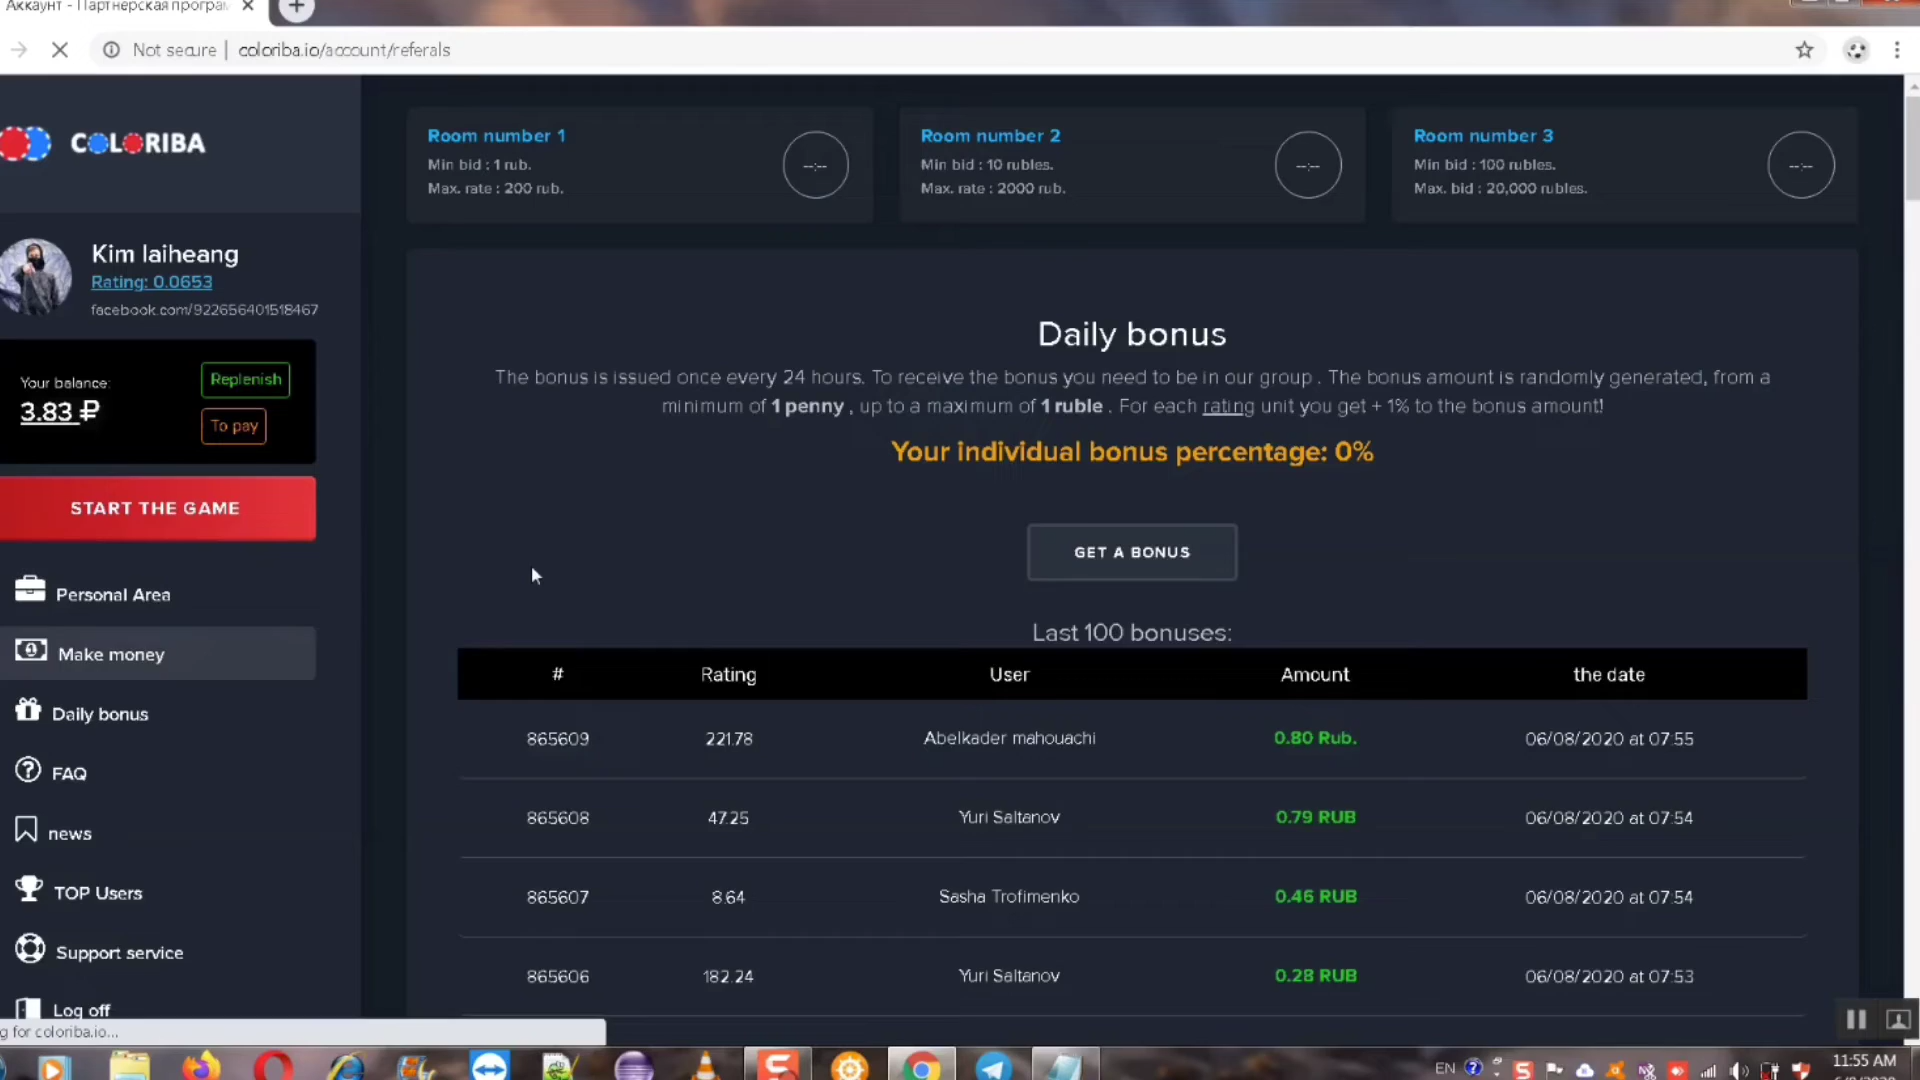 Аккаунт - Партнерская програм
Not secure | coloriba.io/account/referals
COLORIBA
Room number 1
Min bid : 1 rub.
Max. rate : 200 rub.
--:--
Room number 2
Min bid : 10 rubles.
Max. rate : 2000 rub.
--:--
Room number 3
Min bid : 100 rubles.
Max. bid : 20,000 rubles.
--:--
Kim laiheang
Rating: 0.0653
facebook.com/922656401518467
Your balance:
3.83 ₽
Replenish
To pay
START THE GAME
Personal Area
Make money
Daily bonus
FAQ
news
TOP Users
Support service
Log off
Daily bonus
The bonus is issued once every 24 hours. To receive the bonus you need to be in our group . The bonus amount is randomly generated, from a
minimum of 1 penny , up to a maximum of 1 ruble . For each rating unit you get + 1% to the bonus amount!
Your individual bonus percentage: 0%
GET A BONUS
Last 100 bonuses:
# Rating User Amount the date
865609 221.78 Abelkader mahouachi 0.80 Rub. 06/08/2020 at 07:55
865608 47.25 Yuri Saltanov 0.79 RUB 06/08/2020 at 07:54
865607 8.64 Sasha Trofimenko 0.46 RUB 06/08/2020 at 07:54
865606 182.24 Yuri Saltanov 0.28 RUB 06/08/2020 at 07:53
g for coloriba.io...
EN
11:55 AM